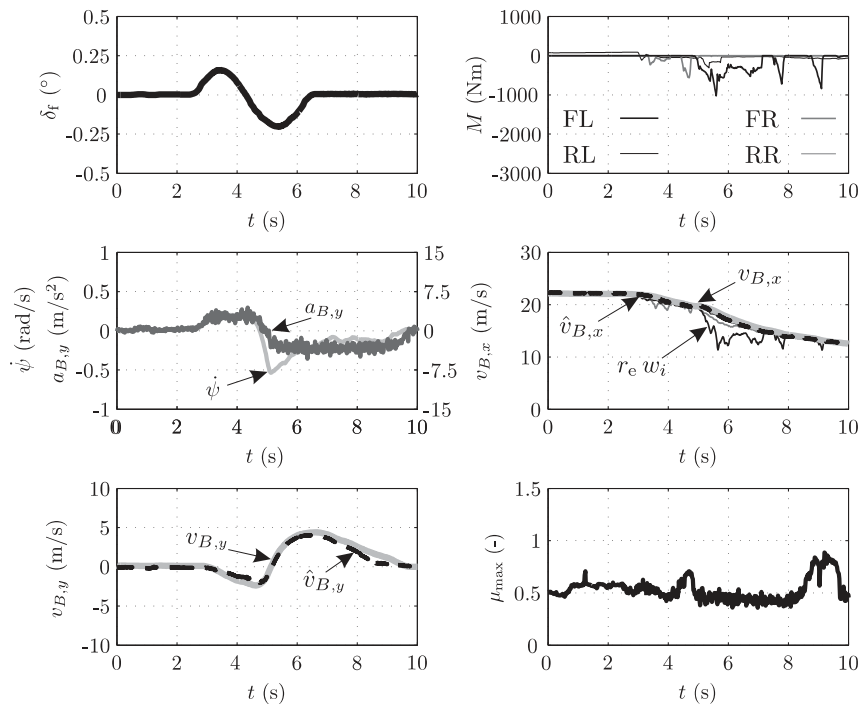 0.5
0.25
0
-0.25
-0.5
δf (°)
0 2 4 6 8 10
t (s)
1000
0
-1000
-2000
-3000
M (Nm)
FL FR
RL RR
0 2 4 6 8 10
t (s)
1
0.5
0
-0.5
-1
ψ̇ (rad/s)
aB,y (m/s²)
15
7.5
0
-7.5
-15
aB,y
ψ̇
0 2 4 6 8 10
t (s)
30
20
10
0
vB,x (m/s)
vB,x
v̂B,x
re wi
0 2 4 6 8 10
t (s)
10
5
0
-5
-10
vB,y (m/s)
vB,y
v̂B,y
0 2 4 6 8 10
t (s)
1.5
1
0.5
0
μmax (-)
0 2 4 6 8 10
t (s)